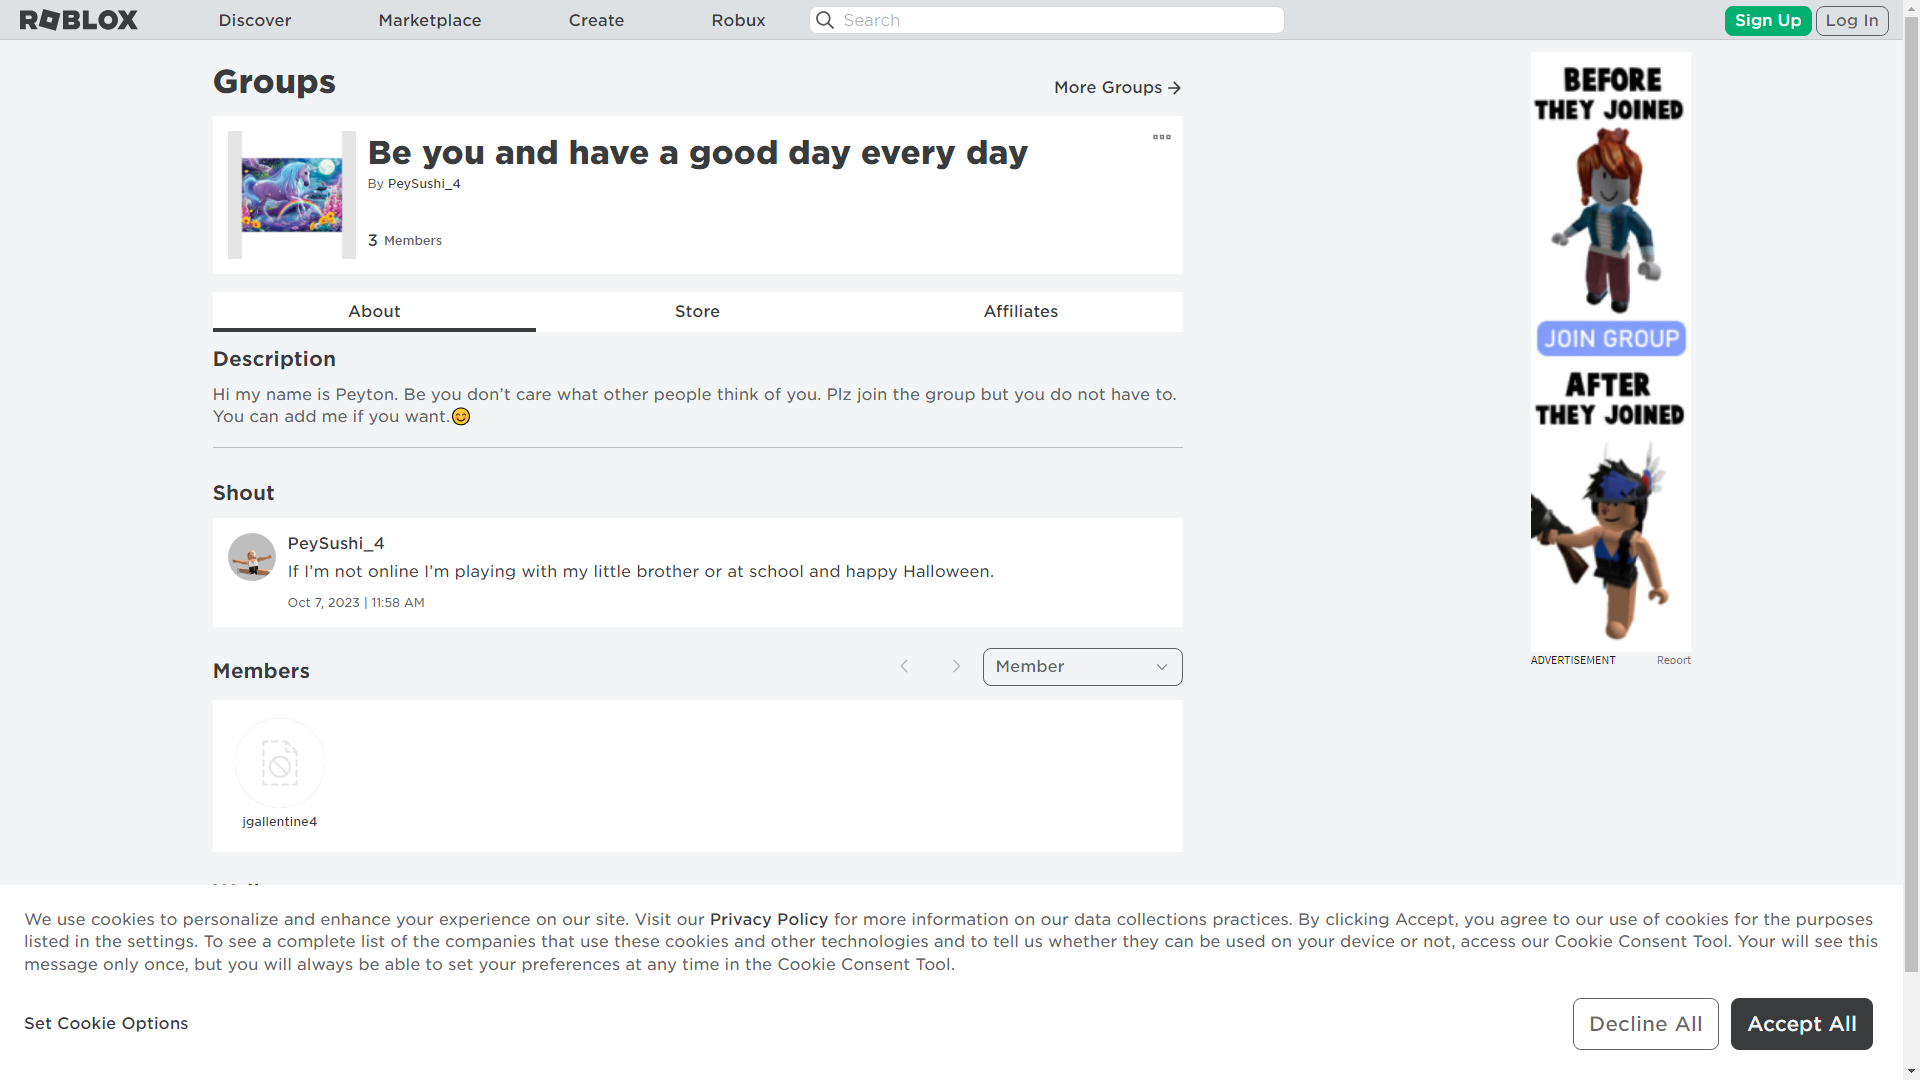 ROBLOX
Discover
Marketplace
Create
Robux
Search
Sign Up
Log In
Groups
More Groups
Be you and have a good day every day
By PeySushi_4
3 Members
About
Store
Affiliates
Description
Hi my name is Peyton. Be you don’t care what other people think of you. Plz join the group but you do not have to.
You can add me if you want.😊
Shout
PeySushi_4
If I’m not online I’m playing with my little brother or at school and happy Halloween.
Oct 7, 2023 | 11:58 AM
Members
Member
jgallentine4
BEFORE
THEY JOINED
JOIN GROUP
AFTER
THEY JOINED
ADVERTISEMENT
Report
We use cookies to personalize and enhance your experience on our site. Visit our Privacy Policy for more information on our data collections practices. By clicking Accept, you agree to our use of cookies for the purposes
listed in the settings. To see a complete list of the companies that use these cookies and other technologies and to tell us whether they can be used on your device or not, access our Cookie Consent Tool. Your will see this
message only once, but you will always be able to set your preferences at any time in the Cookie Consent Tool.
Set Cookie Options
Decline All
Accept All